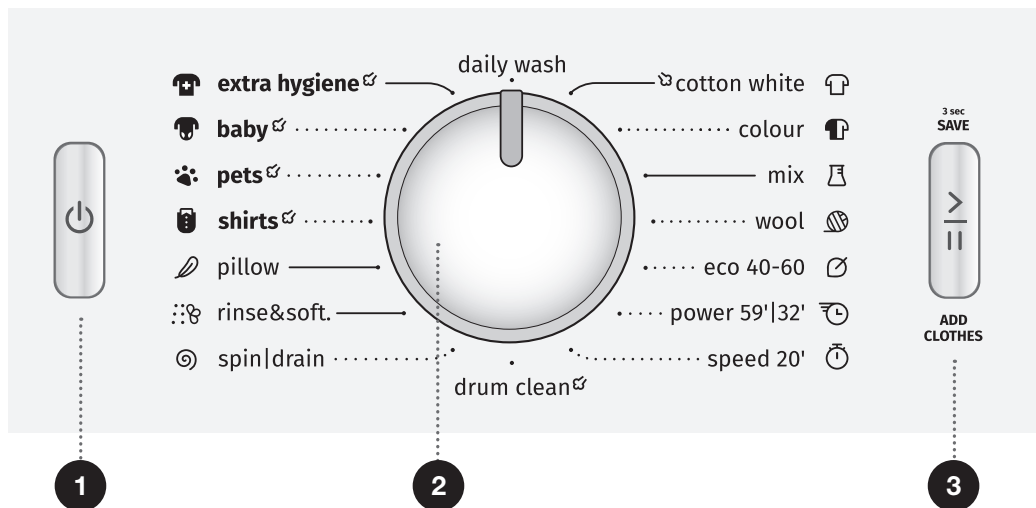 daily wash
extra hygiene
baby
pets
shirts
pillow
rinse&soft.
spin|drain
cotton white
colour
mix
wool
eco 40-60
power 59'|32'
speed 20'
drum clean
3 sec
SAVE
ADD
CLOTHES
1
2
3